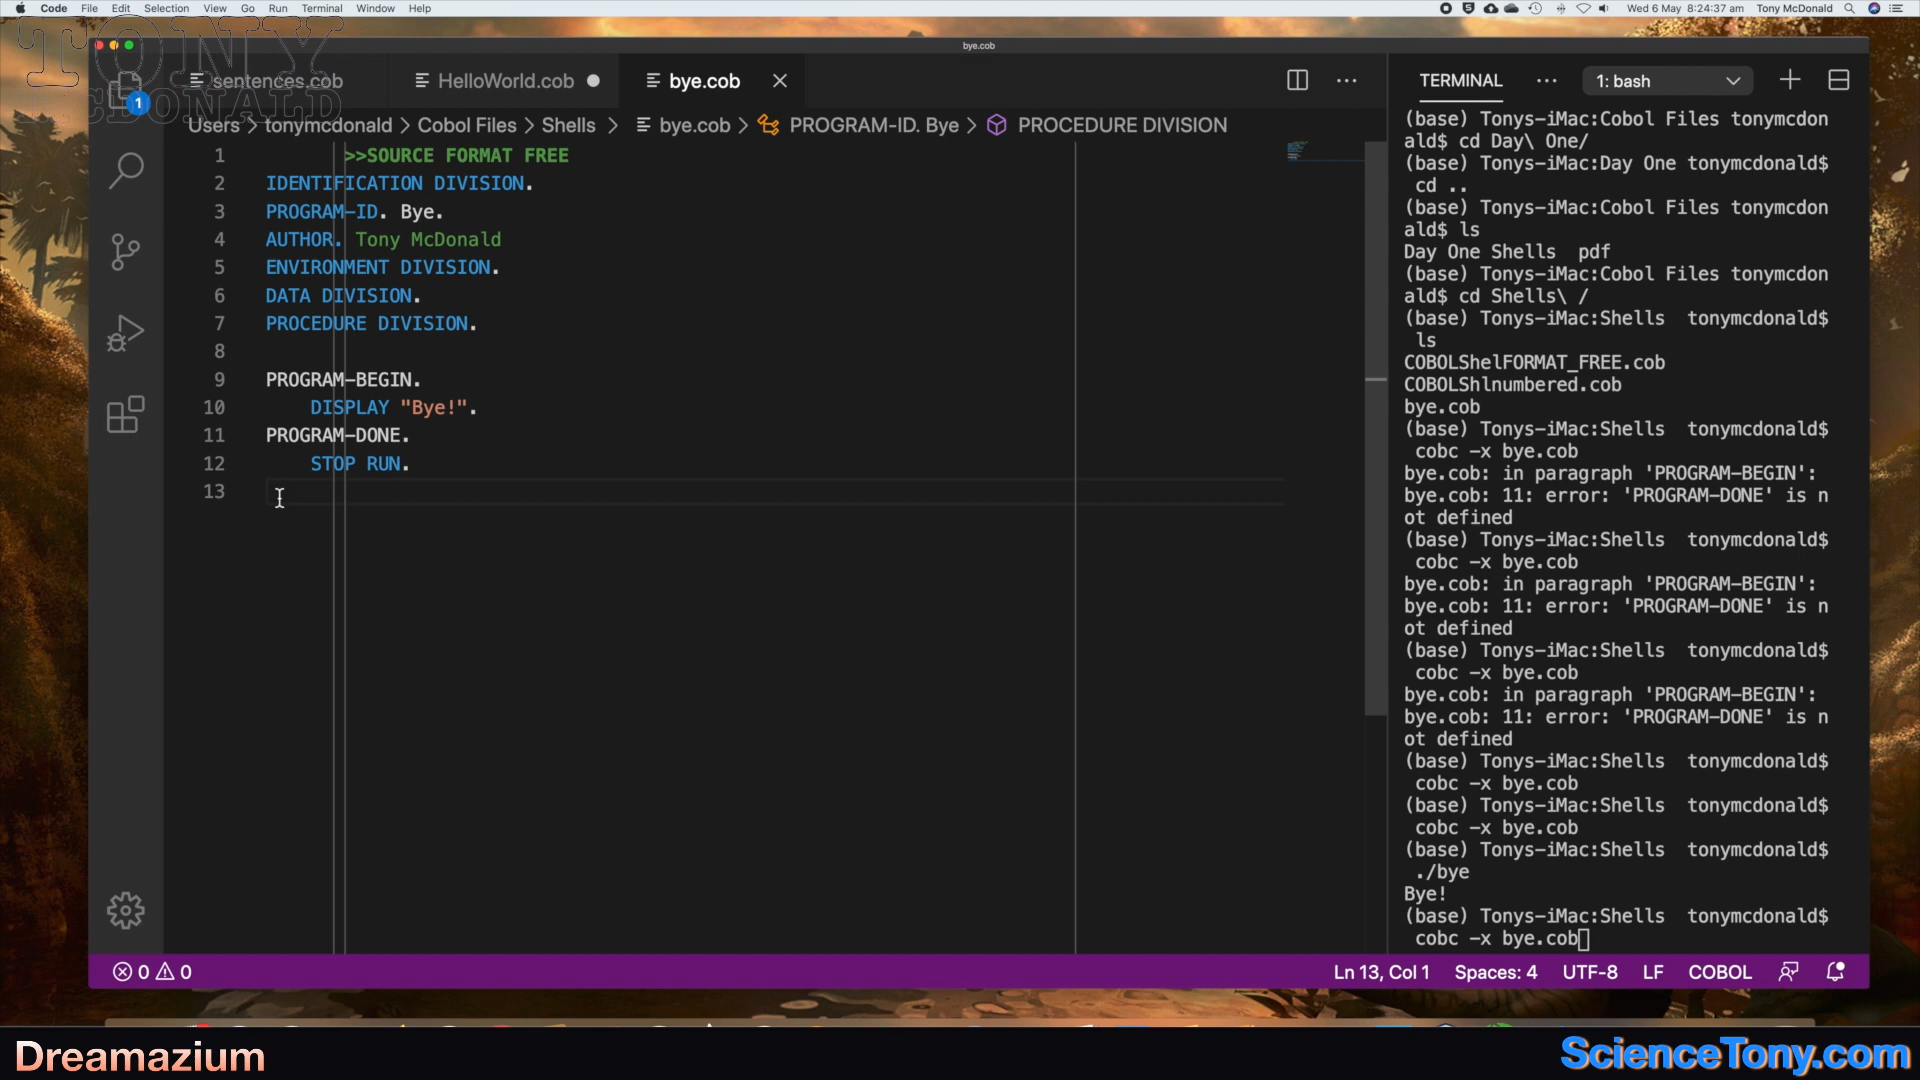 Code File Edit Selection View Go Run Terminal Window Help
Wed 6 May 8:24:37 am Tony McDonald
TONY
MCDONALD
bye.cob
sentences.cob HelloWorld.cob bye.cob
1
Users > tonymcdonald > Cobol Files > Shells > bye.cob > PROGRAM-ID. Bye > PROCEDURE DIVISION
1 >>SOURCE FORMAT FREE
2 IDENTIFICATION DIVISION.
3 PROGRAM-ID. Bye.
4 AUTHOR. Tony McDonald
5 ENVIRONMENT DIVISION.
6 DATA DIVISION.
7 PROCEDURE DIVISION.
8
9 PROGRAM-BEGIN.
10 DISPLAY "Bye!".
11 PROGRAM-DONE.
12 STOP RUN.
13
TERMINAL ··· 1: bash
(base) Tonys-iMac:Cobol Files tonymcdon
ald$ cd Day\ One/
(base) Tonys-iMac:Day One tonymcdonald$
cd ..
(base) Tonys-iMac:Cobol Files tonymcdon
ald$ ls
Day One Shells pdf
(base) Tonys-iMac:Cobol Files tonymcdon
ald$ cd Shells\ /
(base) Tonys-iMac:Shells tonymcdonald$
ls
COBOLShelFORMAT_FREE.cob
COBOLShlnumbered.cob
bye.cob
(base) Tonys-iMac:Shells tonymcdonald$
cobc -x bye.cob
bye.cob: in paragraph 'PROGRAM-BEGIN':
bye.cob: 11: error: 'PROGRAM-DONE' is n
ot defined
(base) Tonys-iMac:Shells tonymcdonald$
cobc -x bye.cob
bye.cob: in paragraph 'PROGRAM-BEGIN':
bye.cob: 11: error: 'PROGRAM-DONE' is n
ot defined
(base) Tonys-iMac:Shells tonymcdonald$
cobc -x bye.cob
bye.cob: in paragraph 'PROGRAM-BEGIN':
bye.cob: 11: error: 'PROGRAM-DONE' is n
ot defined
(base) Tonys-iMac:Shells tonymcdonald$
cobc -x bye.cob
(base) Tonys-iMac:Shells tonymcdonald$
cobc -x bye.cob
(base) Tonys-iMac:Shells tonymcdonald$
./bye
Bye!
(base) Tonys-iMac:Shells tonymcdonald$
cobc -x bye.cob
0 0 Ln 13, Col 1 Spaces: 4 UTF-8 LF COBOL
Dreamazium
ScienceTony.com